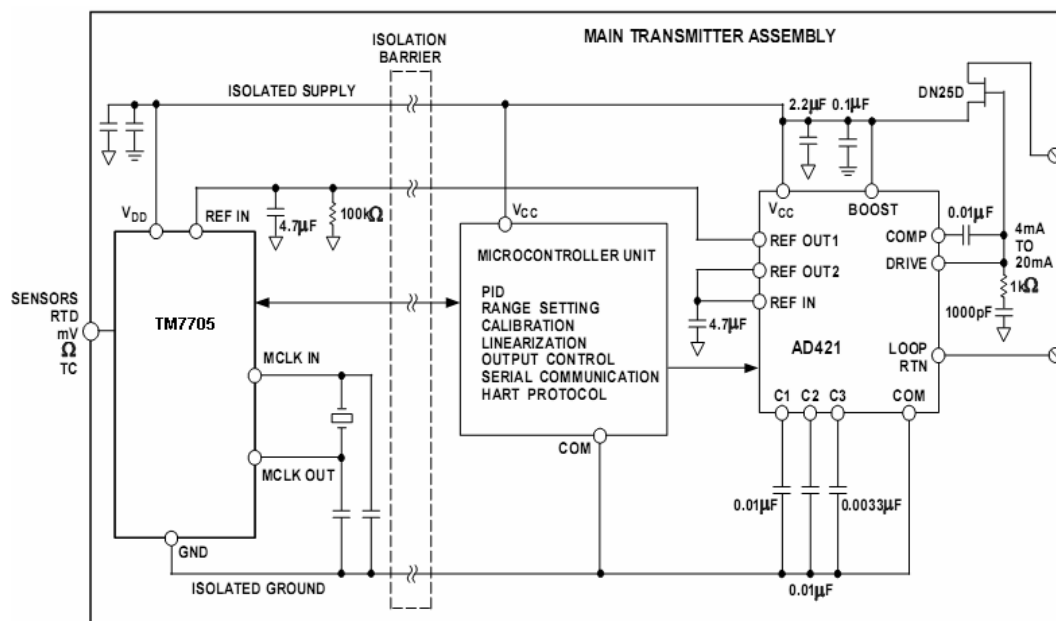 MAIN TRANSMITTER ASSEMBLY
ISOLATION
BARRIER
ISOLATED SUPPLY
DN25D
2.2µF
0.1µF
VDD
REF IN
4.7µF
100kΩ
VCC
MICROCONTROLLER UNIT
PID
RANGE SETTING
CALIBRATION
LINEARIZATION
OUTPUT CONTROL
SERIAL COMMUNICATION
HART PROTOCOL
COM
SENSORS
RTD
mV
Ω
TC
TM7705
MCLK IN
MCLK OUT
GND
ISOLATED GROUND
VCC
BOOST
REF OUT1
REF OUT2
REF IN
4.7µF
AD421
COMP
DRIVE
LOOP
RTN
0.01µF
4mA
TO
20mA
1kΩ
1000pF
C1
C2
C3
COM
0.01µF
0.0033µF
0.01µF